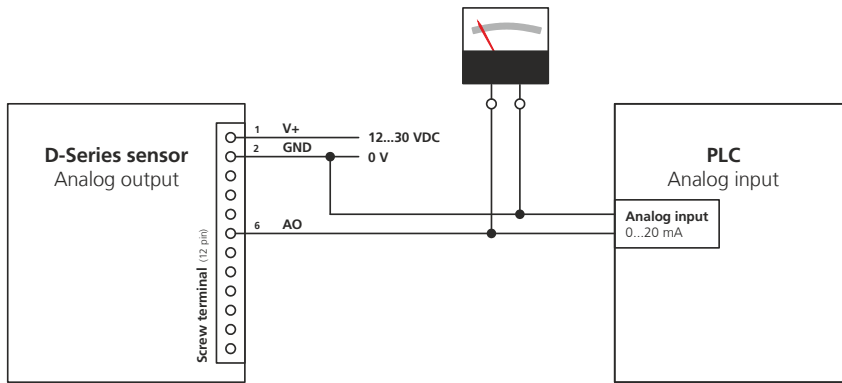 D-Series sensor
Analog output
Screw terminal (12 pin)
1 V+ 12...30 VDC
2 GND 0 V
6 AO
PLC
Analog input
Analog input
0...20 mA